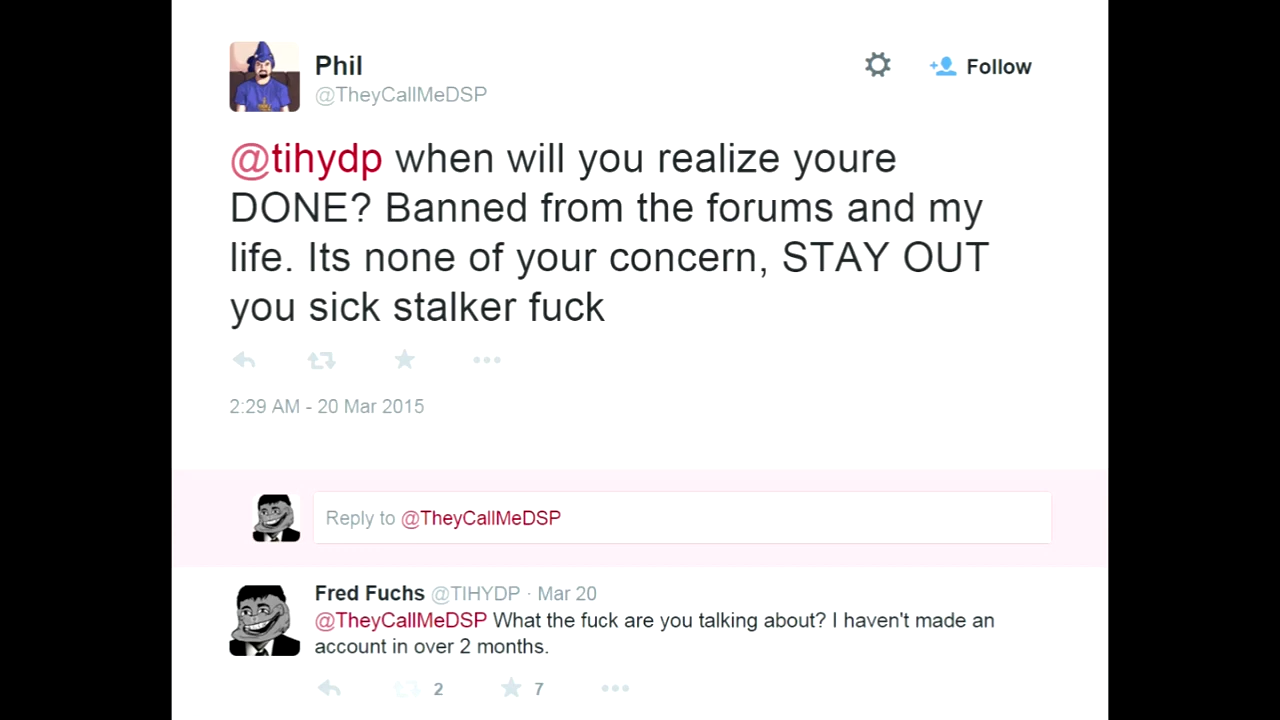 Phil
@TheyCallMeDSP
Follow
@tihydp when will you realize youre
DONE? Banned from the forums and my
life. Its none of your concern, STAY OUT
you sick stalker fuck
2:29 AM - 20 Mar 2015
Reply to @TheyCallMeDSP
Fred Fuchs @TIHYDP · Mar 20
@TheyCallMeDSP What the fuck are you talking about? I haven't made an
account in over 2 months.
2 7